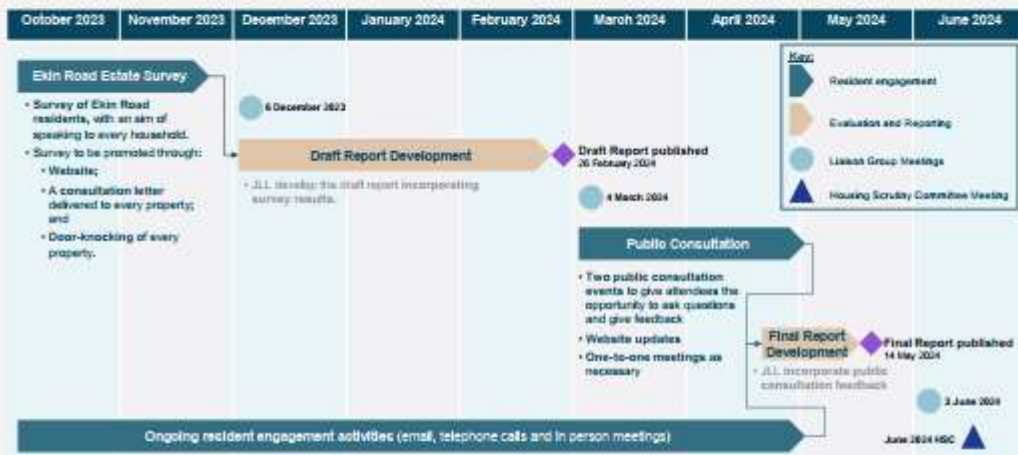 October 2023
November 2023
December 2023
January 2024
February 2024
March 2024
April 2024
May 2024
June 2024
Key:
Resident engagement
Evaluation and Reporting
Liaison Group Meetings
Housing Scrutiny Committee Meeting
Ekin Road Estate Survey
• Survey of Ekin Road
residents, with an aim of
speaking to every household.
• Survey to be promoted through:
• Website;
• A consultation letter
delivered to every property;
and
• Door-knocking of every
property.
6 December 2023
Draft Report Development
• JLL develop the draft report incorporating
survey results.
Draft Report published
26 February 2024
4 March 2024
Public Consultation
• Two public consultation
events to give attendees the
opportunity to ask questions
and give feedback
• Website updates
• One-to-one meetings as
necessary
Final Report
Development
• JLL incorporate public
consultation feedback
Final Report published
14 May 2024
3 June 2024
June 2024 HSC
Ongoing resident engagement activities (email, telephone calls and in person meetings)